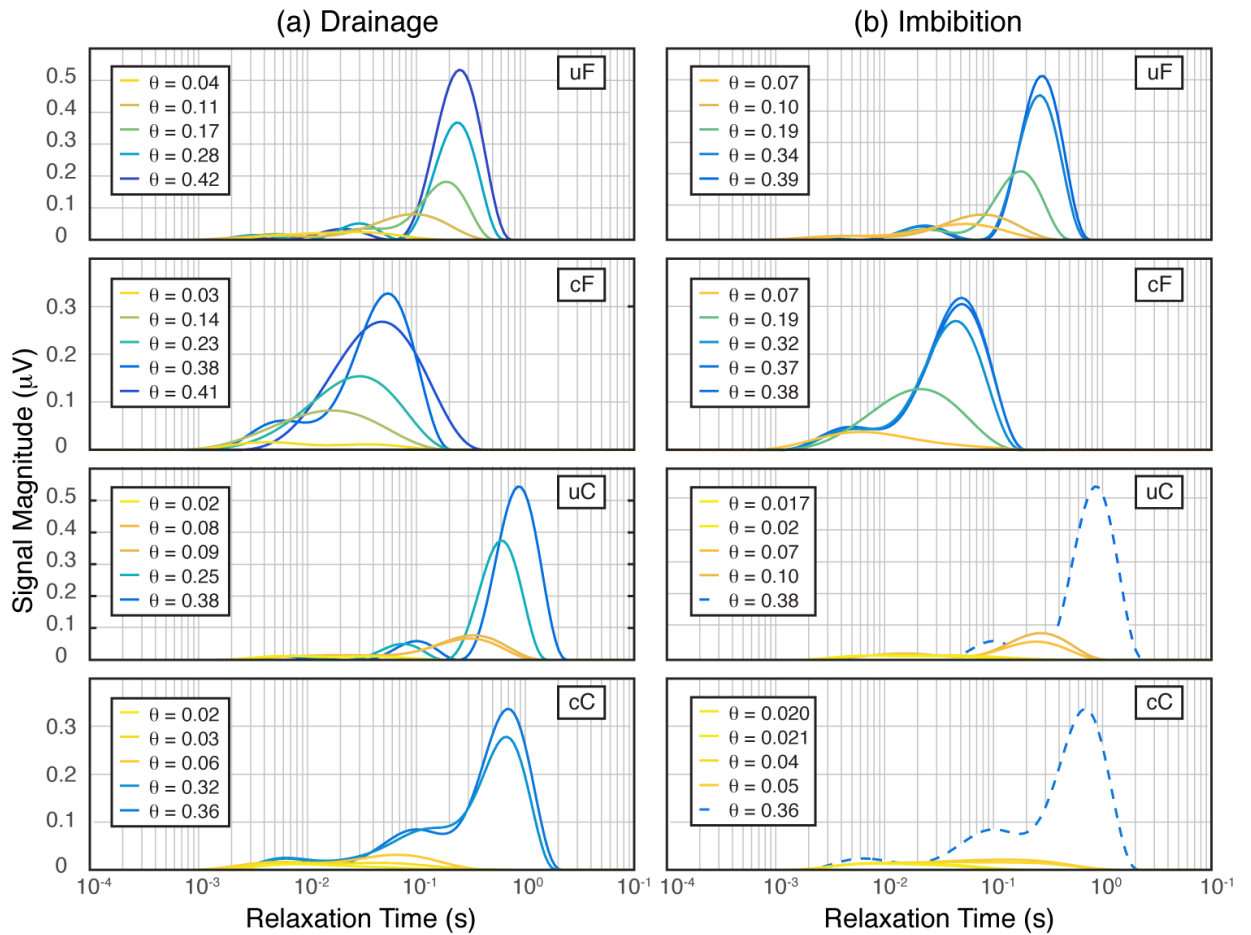 (a) Drainage
(b) Imbibition
Signal Magnitude (μV)
uF
0.5
0.4
0.3
0.2
0.1
0
θ = 0.04
θ = 0.11
θ = 0.17
θ = 0.28
θ = 0.42
uF
θ = 0.07
θ = 0.10
θ = 0.19
θ = 0.34
θ = 0.39
cF
0.3
0.2
0.1
0
θ = 0.03
θ = 0.14
θ = 0.23
θ = 0.38
θ = 0.41
cF
θ = 0.07
θ = 0.19
θ = 0.32
θ = 0.37
θ = 0.38
uC
0.5
0.4
0.3
0.2
0.1
0
θ = 0.02
θ = 0.08
θ = 0.09
θ = 0.25
θ = 0.38
uC
θ = 0.017
θ = 0.02
θ = 0.07
θ = 0.10
θ = 0.38
cC
0.3
0.2
0.1
0
θ = 0.02
θ = 0.03
θ = 0.06
θ = 0.32
θ = 0.36
cC
θ = 0.020
θ = 0.021
θ = 0.04
θ = 0.05
θ = 0.36
10⁻⁴ 10⁻³ 10⁻² 10⁻¹ 10⁰ 10⁻¹
10⁻⁴ 10⁻³ 10⁻² 10⁻¹ 10⁰ 10⁻¹
Relaxation Time (s)
Relaxation Time (s)